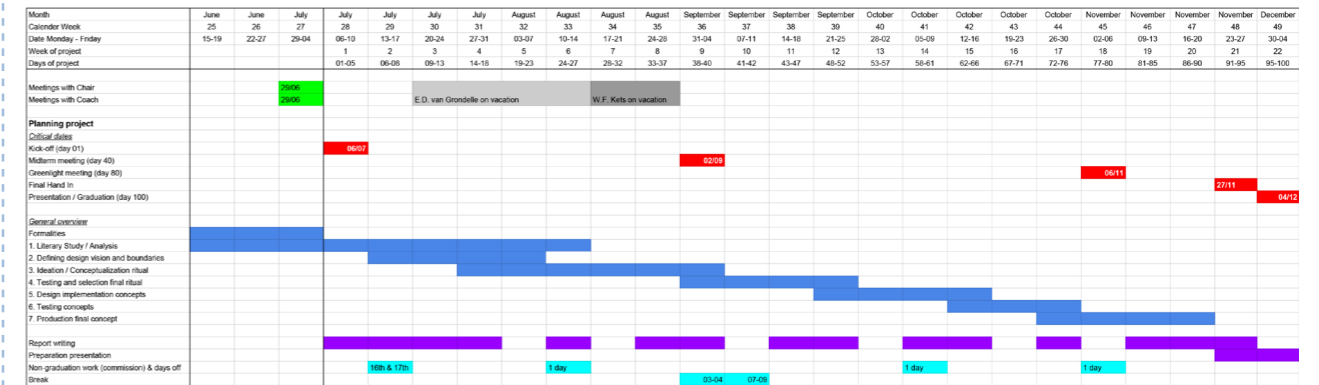 Month June June July July July July July August August August August September September September September October October October October November November November November December
Calender Week 25 26 27 28 29 30 31 32 33 34 35 36 37 38 39 40 41 42 43 44 45 46 47 48 49
Date Monday - Friday 15-19 22-27 29-04 06-10 13-17 20-24 27-31 03-07 10-14 17-21 24-28 31-04 07-11 14-18 21-25 28-02 05-09 12-16 19-23 26-30 02-06 09-13 16-20 23-27 30-04
Week of project 1 2 3 4 5 6 7 8 9 10 11 12 13 14 15 16 17 18 19 20 21 22
Days of project 01-05 06-08 09-13 14-18 19-23 24-27 28-32 33-37 38-40 41-42 43-47 48-52 53-57 58-61 62-66 67-71 72-76 77-80 81-85 86-90 91-95 95-100
Meetings with Chair 29/06
Meetings with Coach 29/06 E.D. van Grondelle on vacation W.F. Kets on vacation
Planning project
Critical dates
Kick-off (day 01) 06/07
Midterm meeting (day 40) 02/09
Greenlight meeting (day 80) 06/11
Final Hand In 27/11
Presentation / Graduation (day 100) 04/12
General overview
Formalities
1. Literary Study / Analysis
2. Defining design vision and boundaries
3. Ideation / Conceptualization ritual
4. Testing and selection final ritual
5. Design implementation concepts
6. Testing concepts
7. Production final concept
Report writing
Preparation presentation
Non-graduation work (commission) & days off 16th & 17th 1 day 1 day 1 day
Break 03-04 07-09